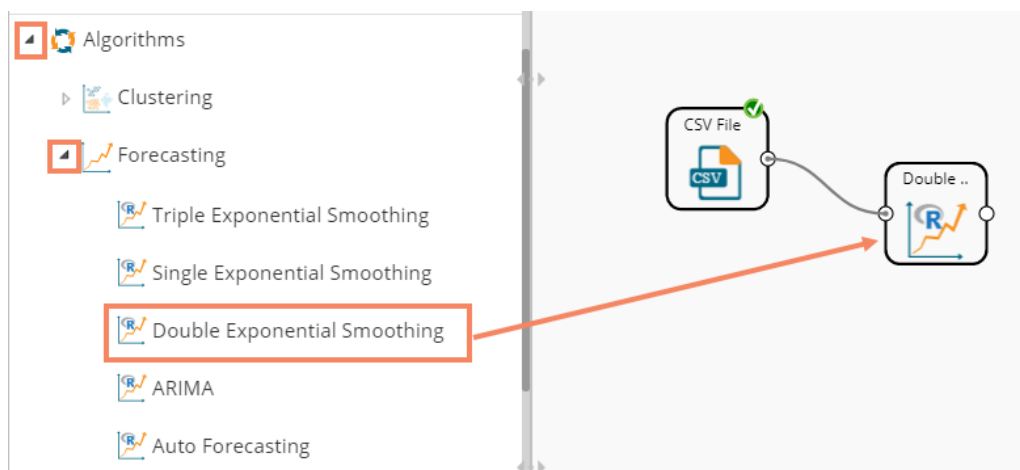 Algorithms
Clustering
Forecasting
R Triple Exponential Smoothing
R Single Exponential Smoothing
R Double Exponential Smoothing
R ARIMA
R Auto Forecasting
CSV File
CSV
Double ..
R